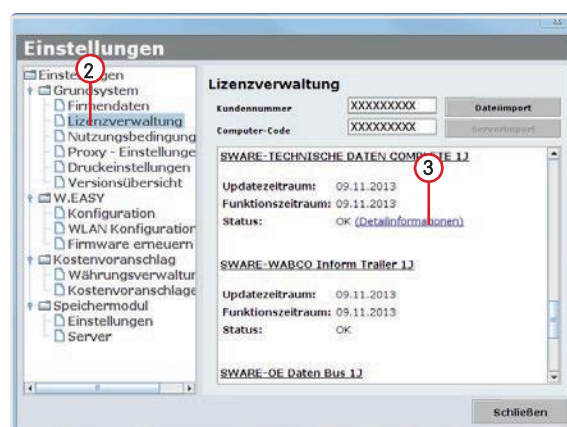 Einstellungen
Einstellungen
Grundsystem
Firmendaten
Lizenzverwaltung
Nutzungsbedingung
Proxy - Einstellunge
Druckeinstellungen
Versionsübersicht
W.EASY
Konfiguration
WLAN Konfiguration
Firmware erneuern
Kostenvoranschlag
Währungsverwaltur
Kostenvoranschlage
Speichermodul
Einstellungen
Server
2
Lizenzverwaltung
Kundennummer XXXXXXXXX Dateiimport
Computer-Code XXXXXXXXX Serverimport
SWARE-TECHNISCHE DATEN COMPLETE 1J
3
Updatezeitraum: 09.11.2013
Funktionszeitraum: 09.11.2013
Status: OK (Detailinformationen)
SWARE-WABCO Inform Trailer 1J
Updatezeitraum: 09.11.2013
Funktionszeitraum: 09.11.2013
Status: OK
SWARE-OE Daten Bus 1J
Schließen